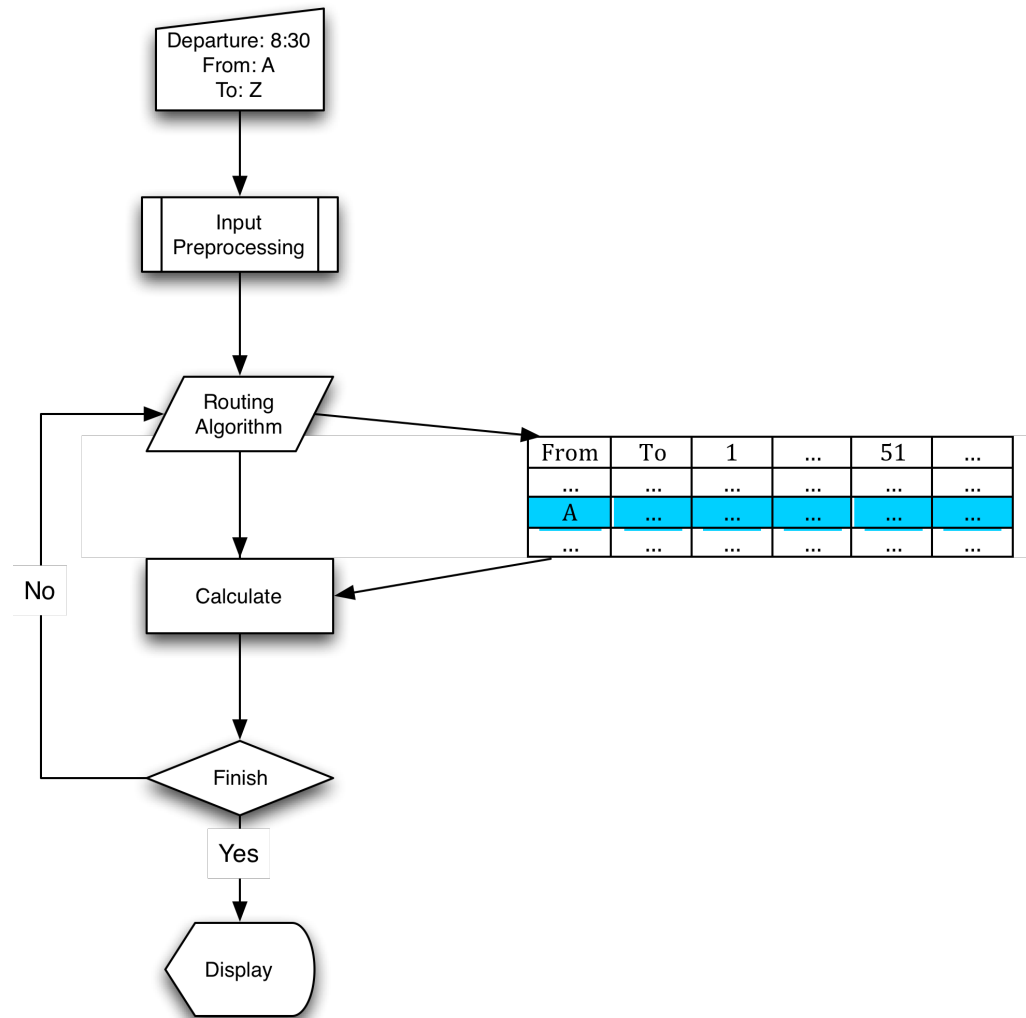 Departure: 8:30
From: A
To: Z
Input
Preprocessing
Routing
Algorithm
From To 1 ... 51 ...
... ... ... ... ... ...
A ... ... ... ... ...
... ... ... ... ... ...
No
Calculate
Finish
Yes
Display